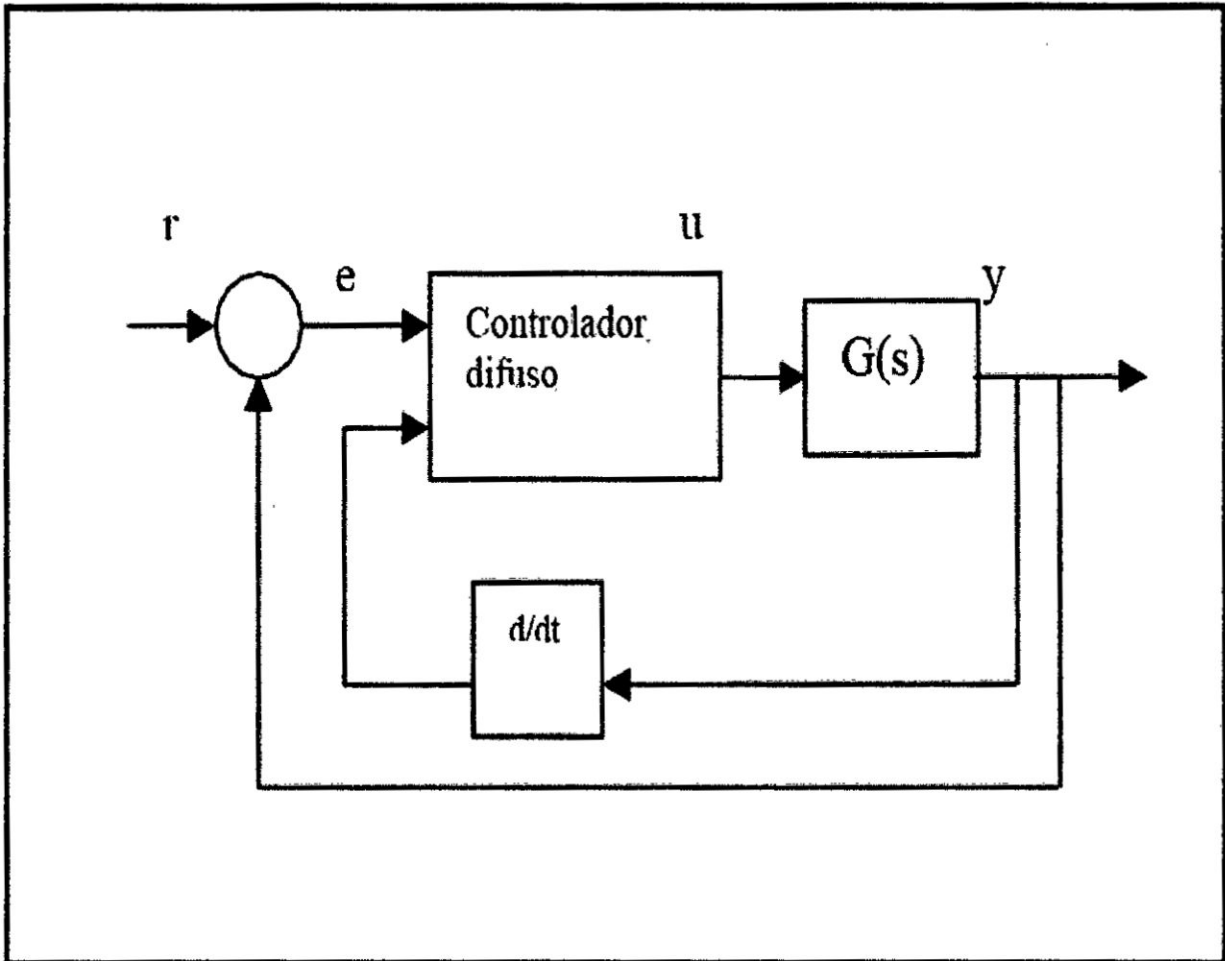 r
e
u
y
Controlador
difuso
G(s)
d/dt